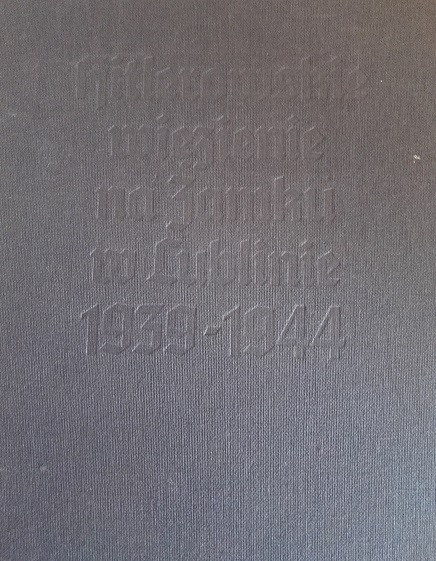 Hitlerowskie
więzienie
na Zamku
w Lublinie
1939-1944